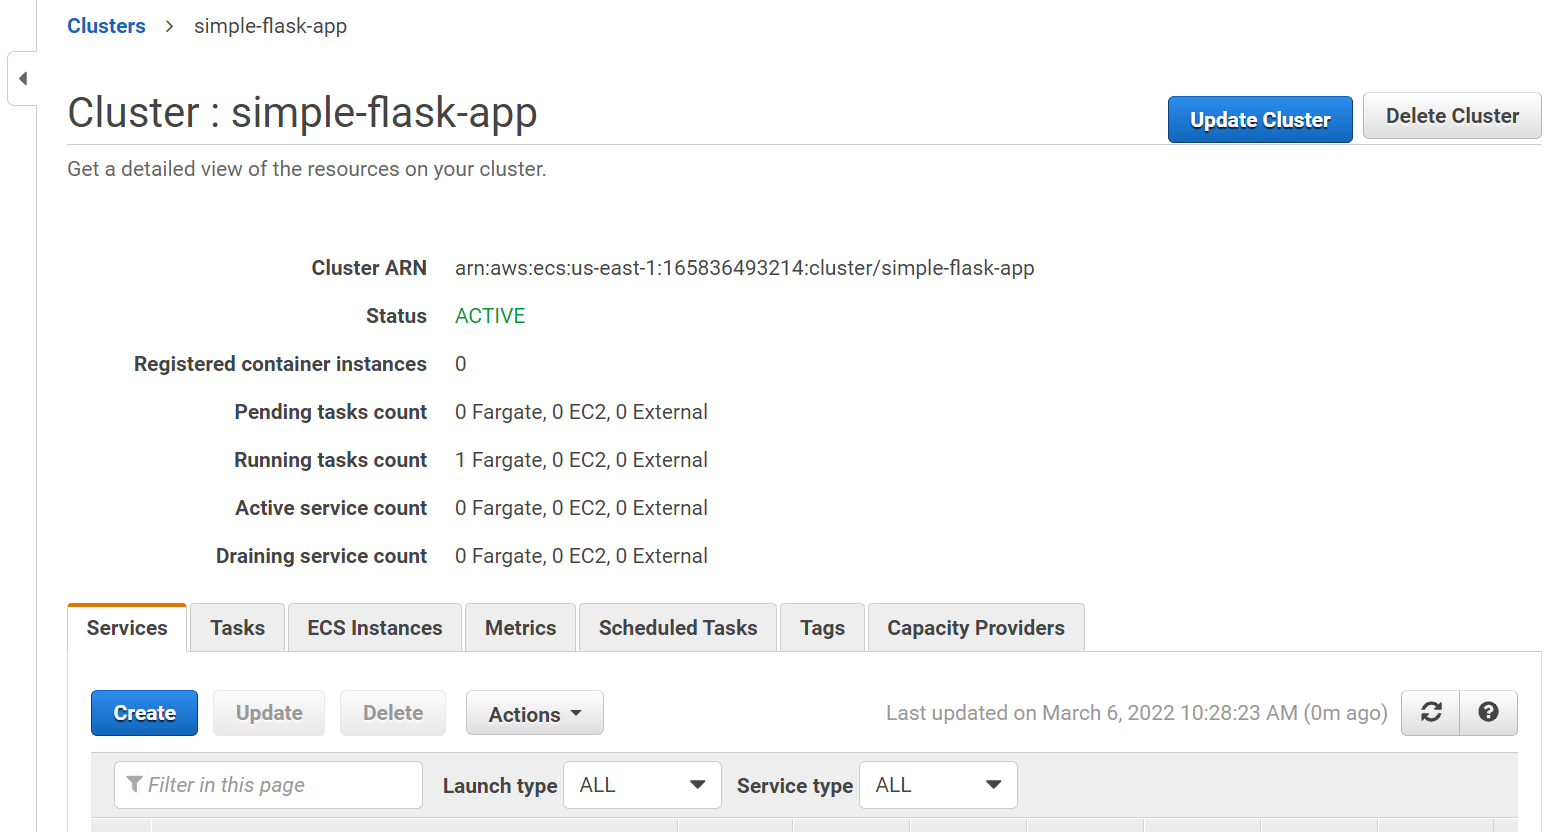 Clusters > simple-flask-app
Cluster : simple-flask-app
Update Cluster
Delete Cluster
Get a detailed view of the resources on your cluster.
Cluster ARN arn:aws:ecs:us-east-1:165836493214:cluster/simple-flask-app
Status ACTIVE
Registered container instances 0
Pending tasks count 0 Fargate, 0 EC2, 0 External
Running tasks count 1 Fargate, 0 EC2, 0 External
Active service count 0 Fargate, 0 EC2, 0 External
Draining service count 0 Fargate, 0 EC2, 0 External
Services Tasks ECS Instances Metrics Scheduled Tasks Tags Capacity Providers
Create Update Delete Actions Last updated on March 6, 2022 10:28:23 AM (0m ago) ?
Filter in this page Launch type ALL Service type ALL